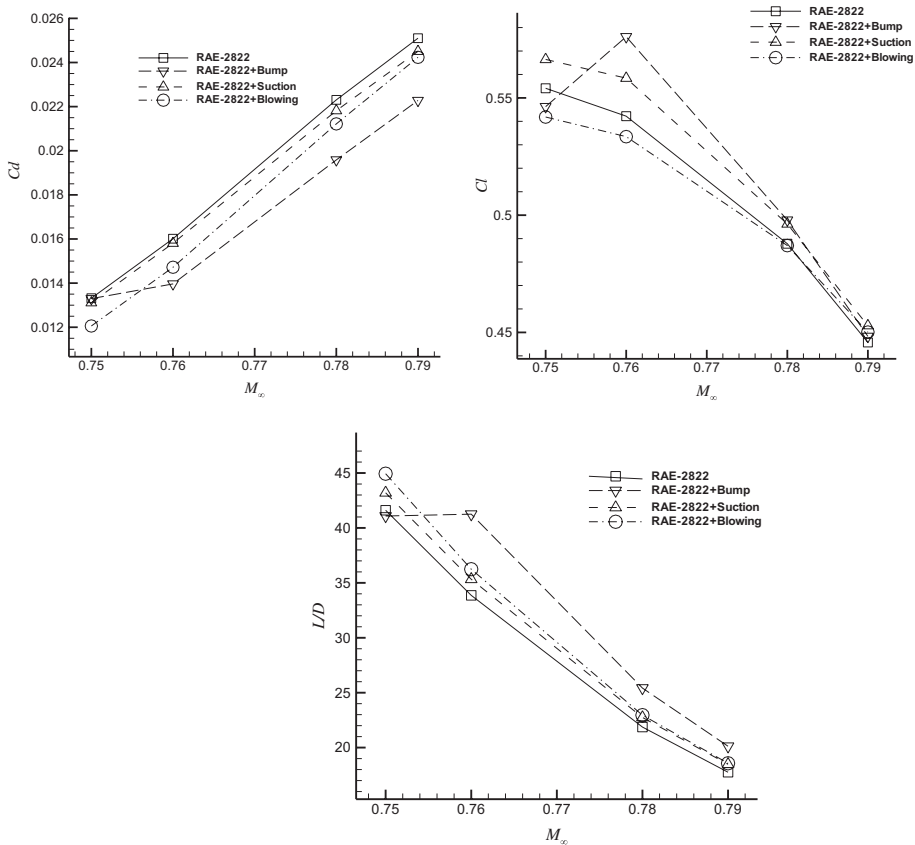 0.026
0.024
0.022
0.02
0.018
0.016
0.014
0.012
Cd
RAE-2822
RAE-2822+Bump
RAE-2822+Suction
RAE-2822+Blowing
0.75
0.76
0.77
0.78
0.79
M∞
RAE-2822
RAE-2822+Bump
RAE-2822+Suction
RAE-2822+Blowing
0.55
0.5
0.45
Cl
0.75
0.76
0.77
0.78
0.79
M∞
45
40
35
30
25
20
L/D
RAE-2822
RAE-2822+Bump
RAE-2822+Suction
RAE-2822+Blowing
0.75
0.76
0.77
0.78
0.79
M∞